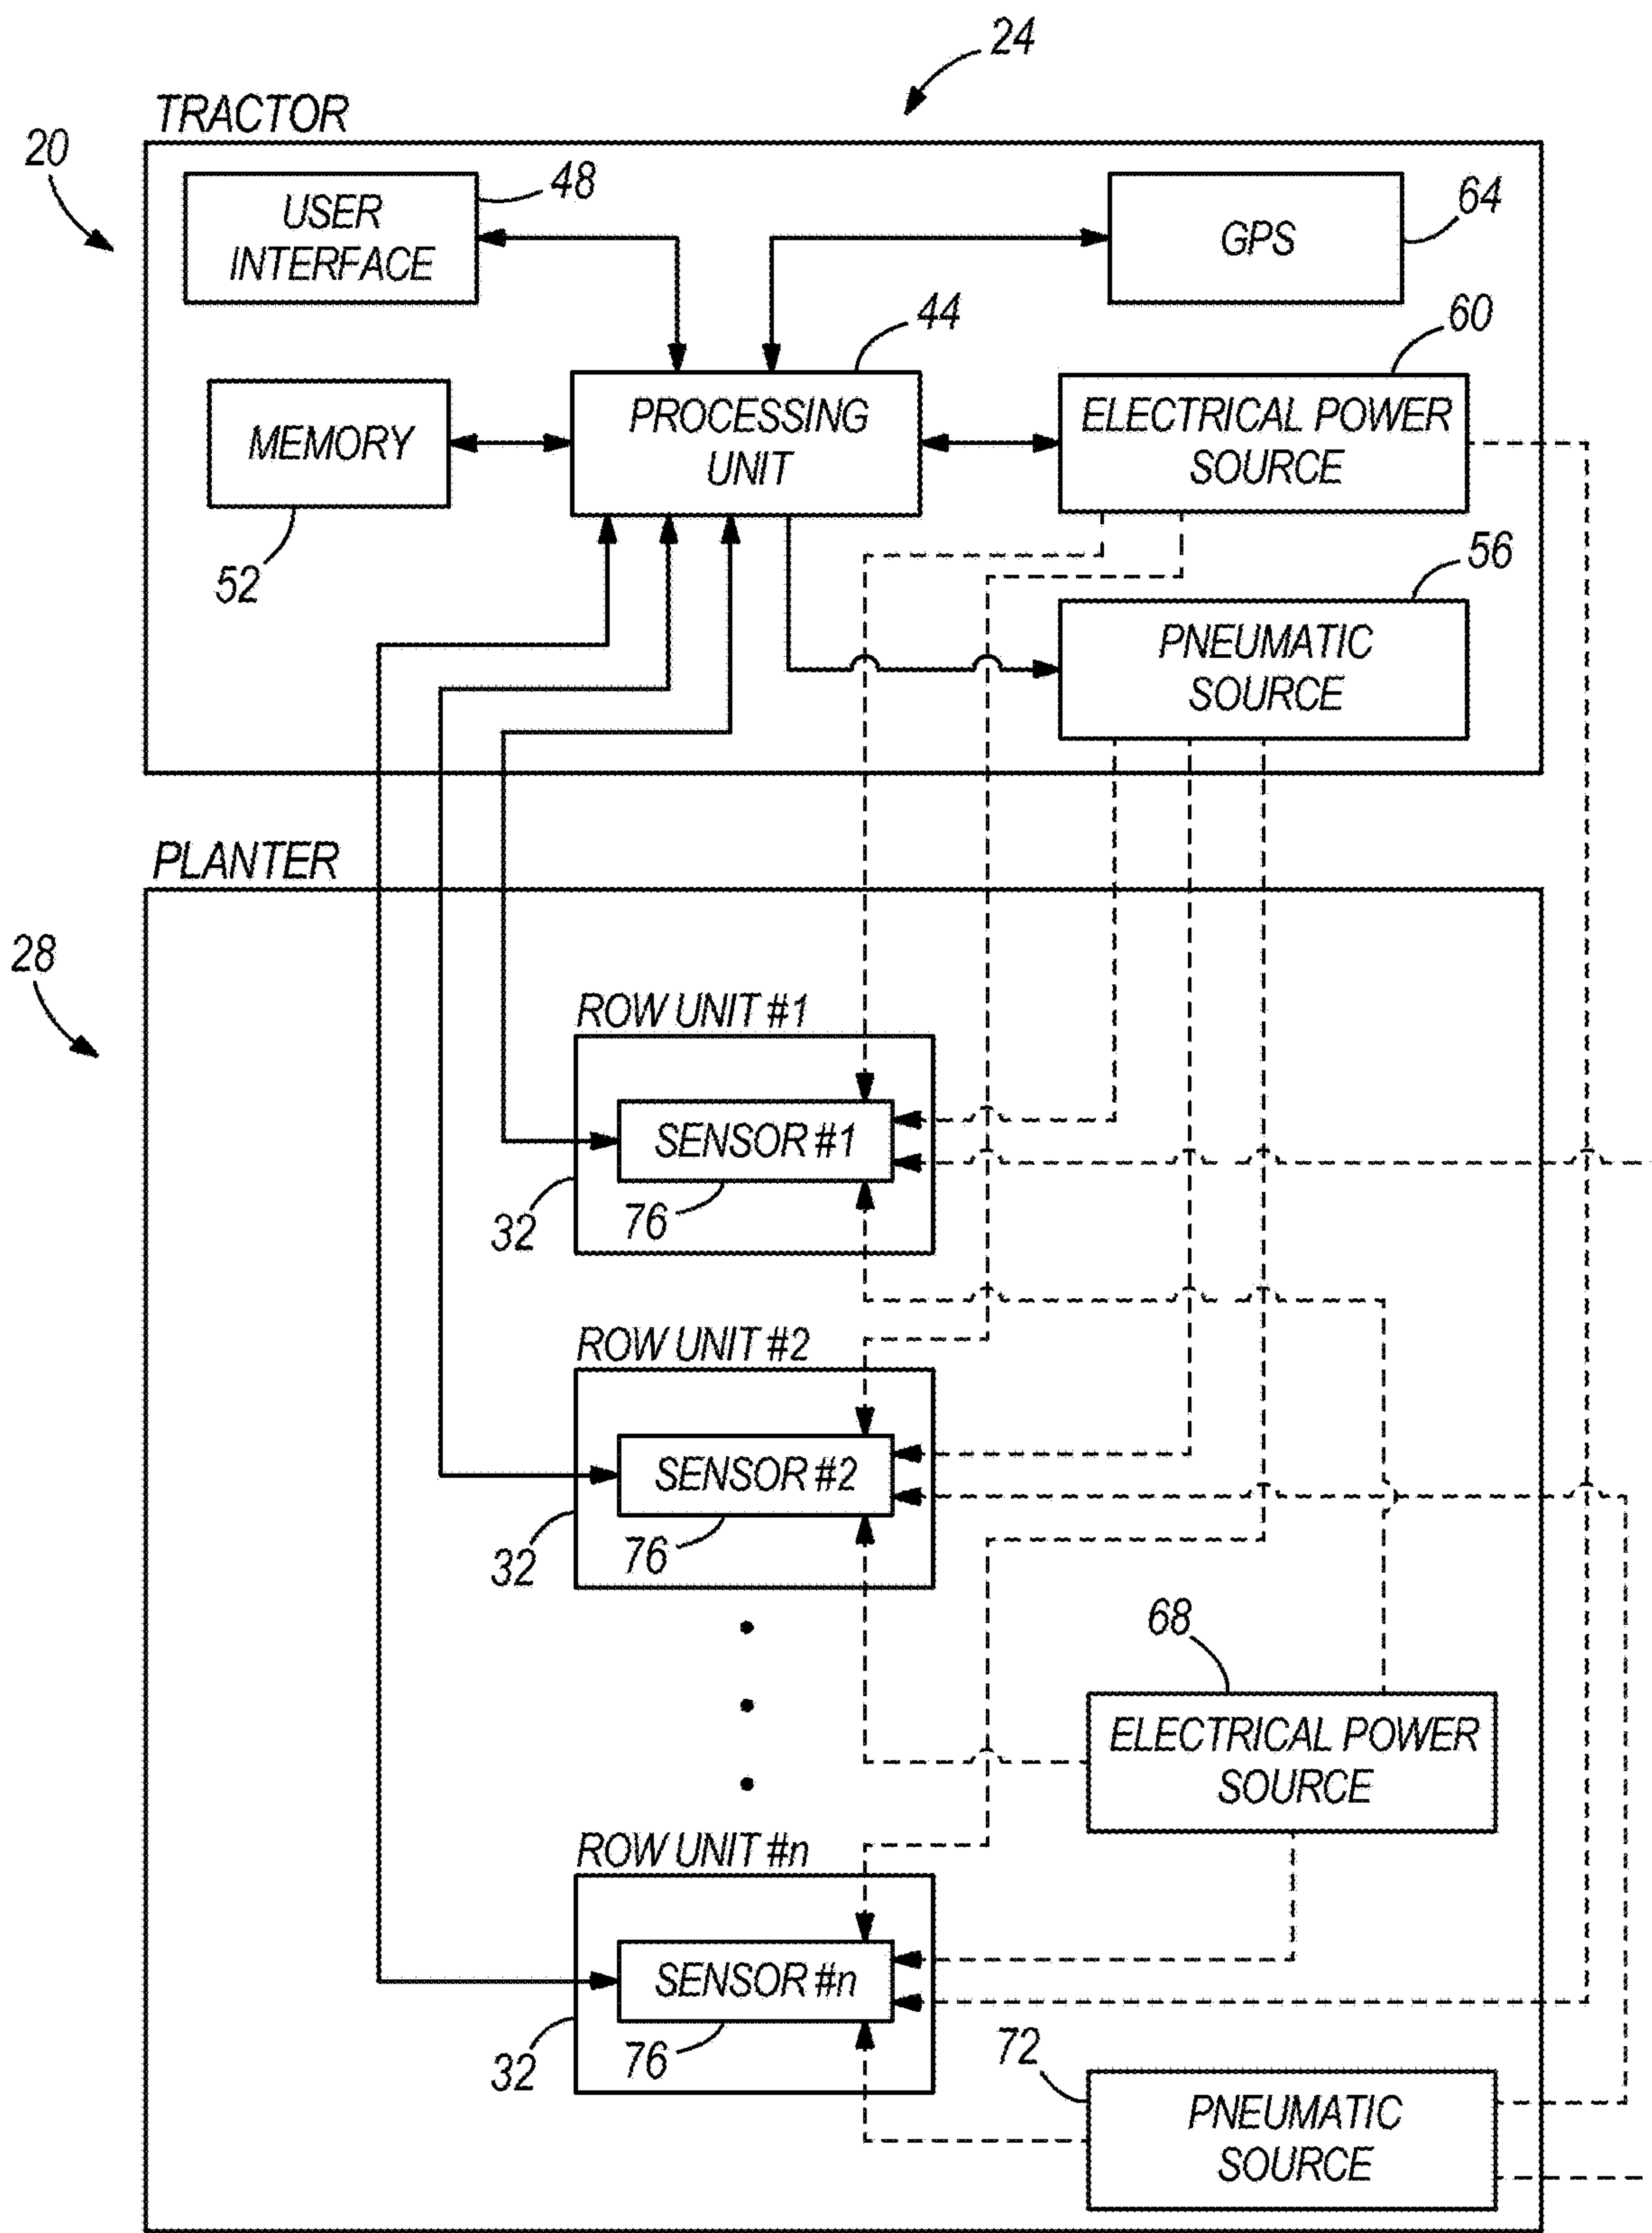 24
TRACTOR
20
USER
INTERFACE
48
GPS
64
44
60
MEMORY
52
PROCESSING
UNIT
ELECTRICAL POWER
SOURCE
56
PNEUMATIC
SOURCE
PLANTER
28
ROW UNIT #1
SENSOR #1
32
76
ROW UNIT #2
SENSOR #2
32
76
68
ELECTRICAL POWER
SOURCE
ROW UNIT #n
SENSOR #n
32
76
72
PNEUMATIC
SOURCE